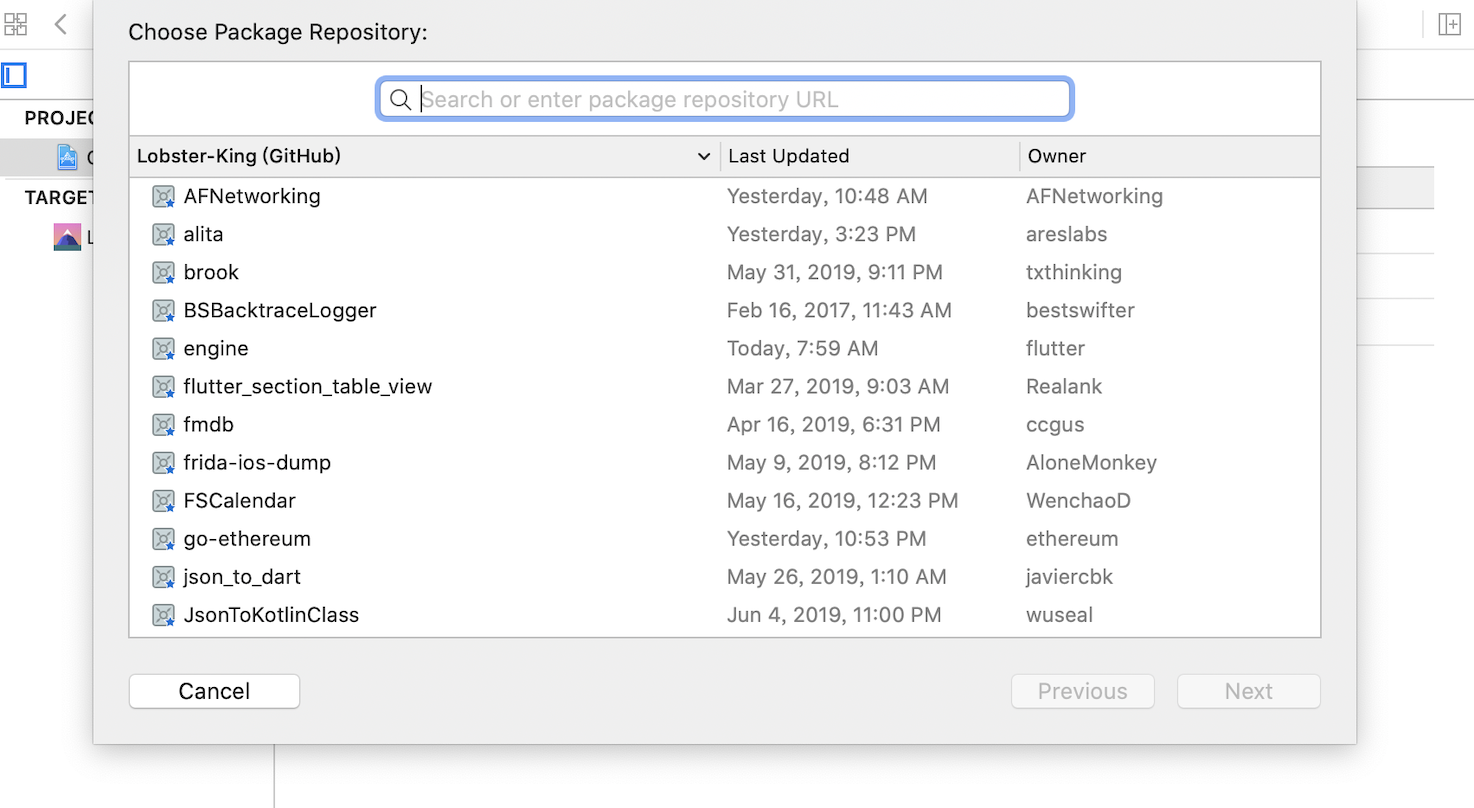 Choose Package Repository:
Search or enter package repository URL
PROJEC
TARGET
Lobster-King (GitHub) Last Updated Owner
AFNetworking Yesterday, 10:48 AM AFNetworking
alita Yesterday, 3:23 PM areslabs
brook May 31, 2019, 9:11 PM txthinking
BSBacktraceLogger Feb 16, 2017, 11:43 AM bestswifter
engine Today, 7:59 AM flutter
flutter_section_table_view Mar 27, 2019, 9:03 AM Realank
fmdb Apr 16, 2019, 6:31 PM ccgus
frida-ios-dump May 9, 2019, 8:12 PM AloneMonkey
FSCalendar May 16, 2019, 12:23 PM WenchaoD
go-ethereum Yesterday, 10:53 PM ethereum
json_to_dart May 26, 2019, 1:10 AM javiercbk
JsonToKotlinClass Jun 4, 2019, 11:00 PM wuseal
Cancel Previous Next